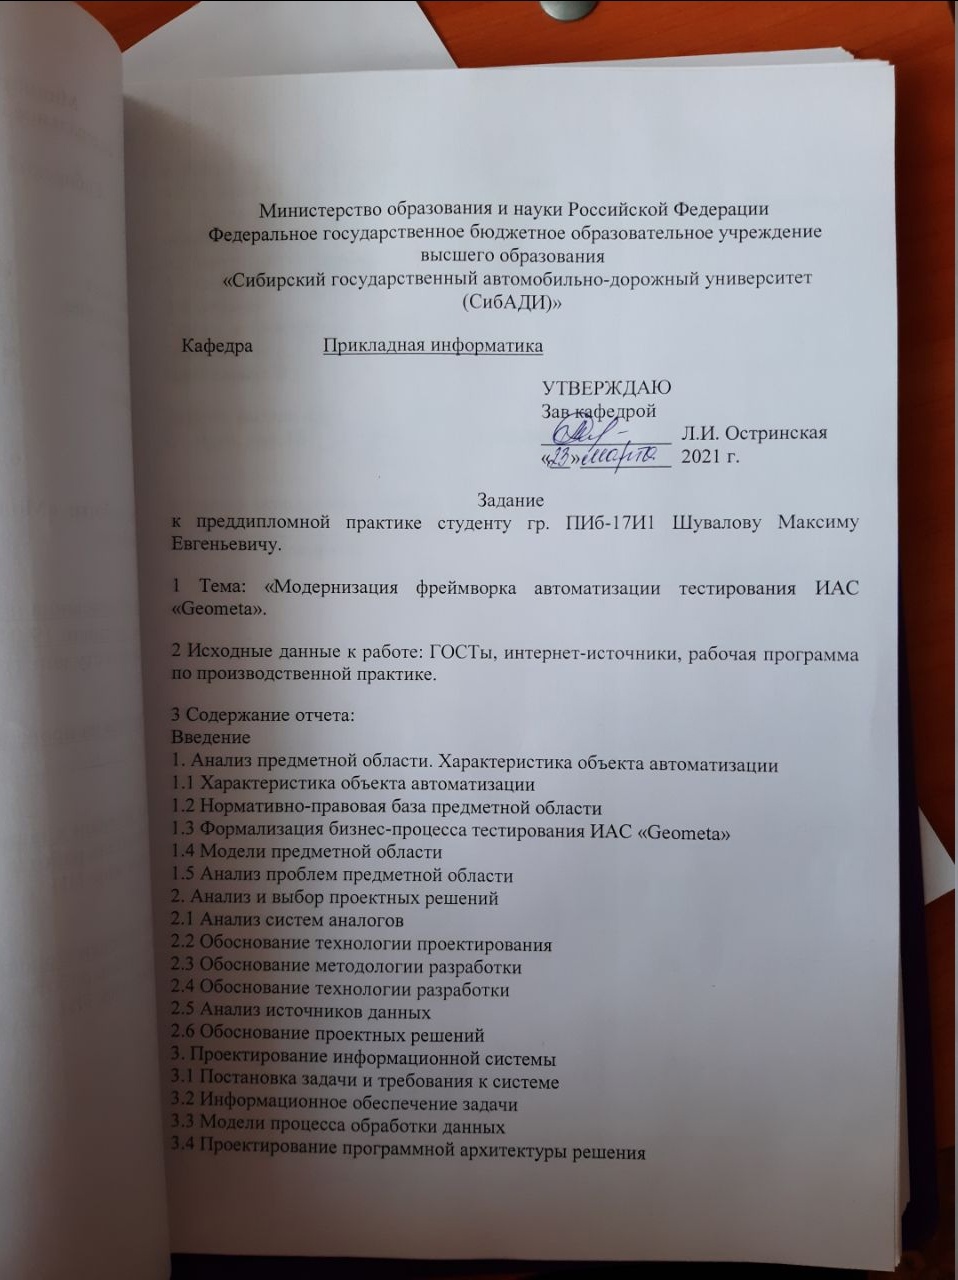 Министерство образования и науки Российской Федерации
Федеральное государственное бюджетное образовательное учреждение
высшего образования
«Сибирский государственный автомобильно-дорожный университет
(СибАДИ)»
Кафедра Прикладная информатика
УТВЕРЖДАЮ
Зав кафедрой
Л.И. Остринская
«23» марта 2021 г.
Задание
к преддипломной практике студенту гр. ПИб-17И1 Шувалову Максиму
Евгеньевичу.
1 Тема: «Модернизация фреймворка автоматизации тестирования ИАС
«Geometa».
2 Исходные данные к работе: ГОСТы, интернет-источники, рабочая программа
по производственной практике.
3 Содержание отчета:
Введение
1. Анализ предметной области. Характеристика объекта автоматизации
1.1 Характеристика объекта автоматизации
1.2 Нормативно-правовая база предметной области
1.3 Формализация бизнес-процесса тестирования ИАС «Geometa»
1.4 Модели предметной области
1.5 Анализ проблем предметной области
2. Анализ и выбор проектных решений
2.1 Анализ систем аналогов
2.2 Обоснование технологии проектирования
2.3 Обоснование методологии разработки
2.4 Обоснование технологии разработки
2.5 Анализ источников данных
2.6 Обоснование проектных решений
3. Проектирование информационной системы
3.1 Постановка задачи и требования к системе
3.2 Информационное обеспечение задачи
3.3 Модели процесса обработки данных
3.4 Проектирование программной архитектуры решения